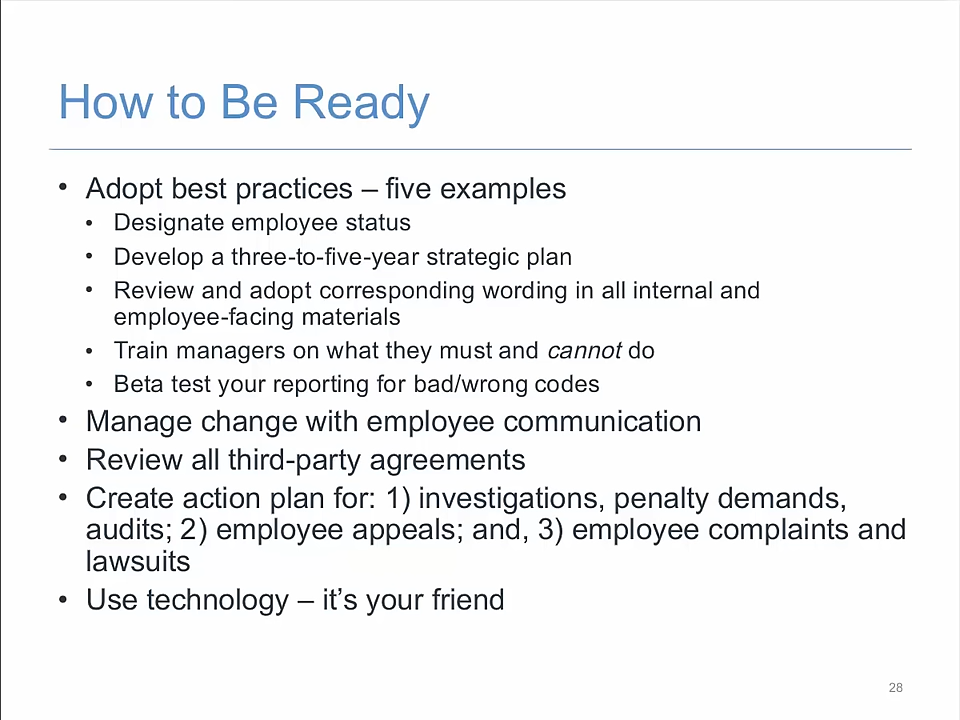 How to Be Ready
• Adopt best practices – five examples
• Designate employee status
• Develop a three-to-five-year strategic plan
• Review and adopt corresponding wording in all internal and
employee-facing materials
• Train managers on what they must and cannot do
• Beta test your reporting for bad/wrong codes
• Manage change with employee communication
• Review all third-party agreements
• Create action plan for: 1) investigations, penalty demands,
audits; 2) employee appeals; and, 3) employee complaints and
lawsuits
• Use technology – it’s your friend
28